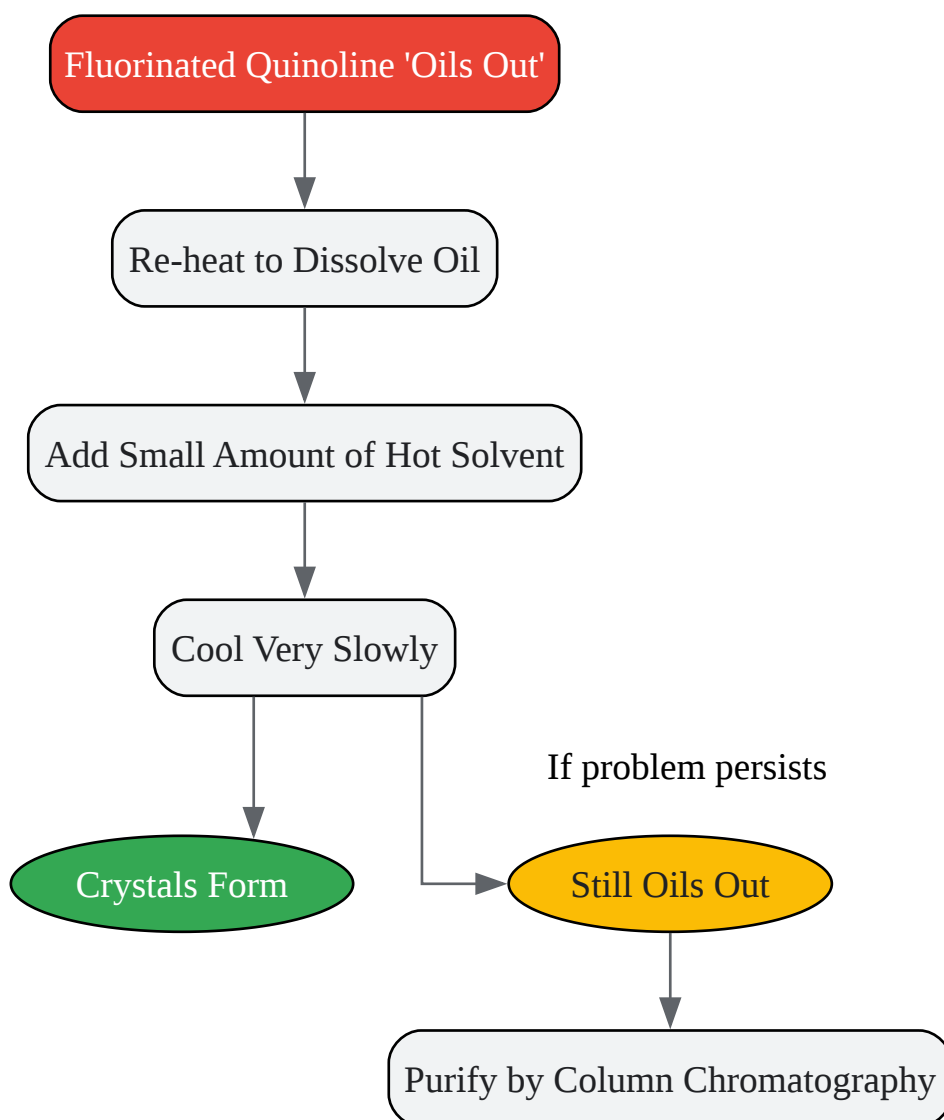 Fluorinated Quinoline 'Oils Out'
Re-heat to Dissolve Oil
Add Small Amount of Hot Solvent
Cool Very Slowly
If problem persists
Crystals Form
Still Oils Out
Purify by Column Chromatography